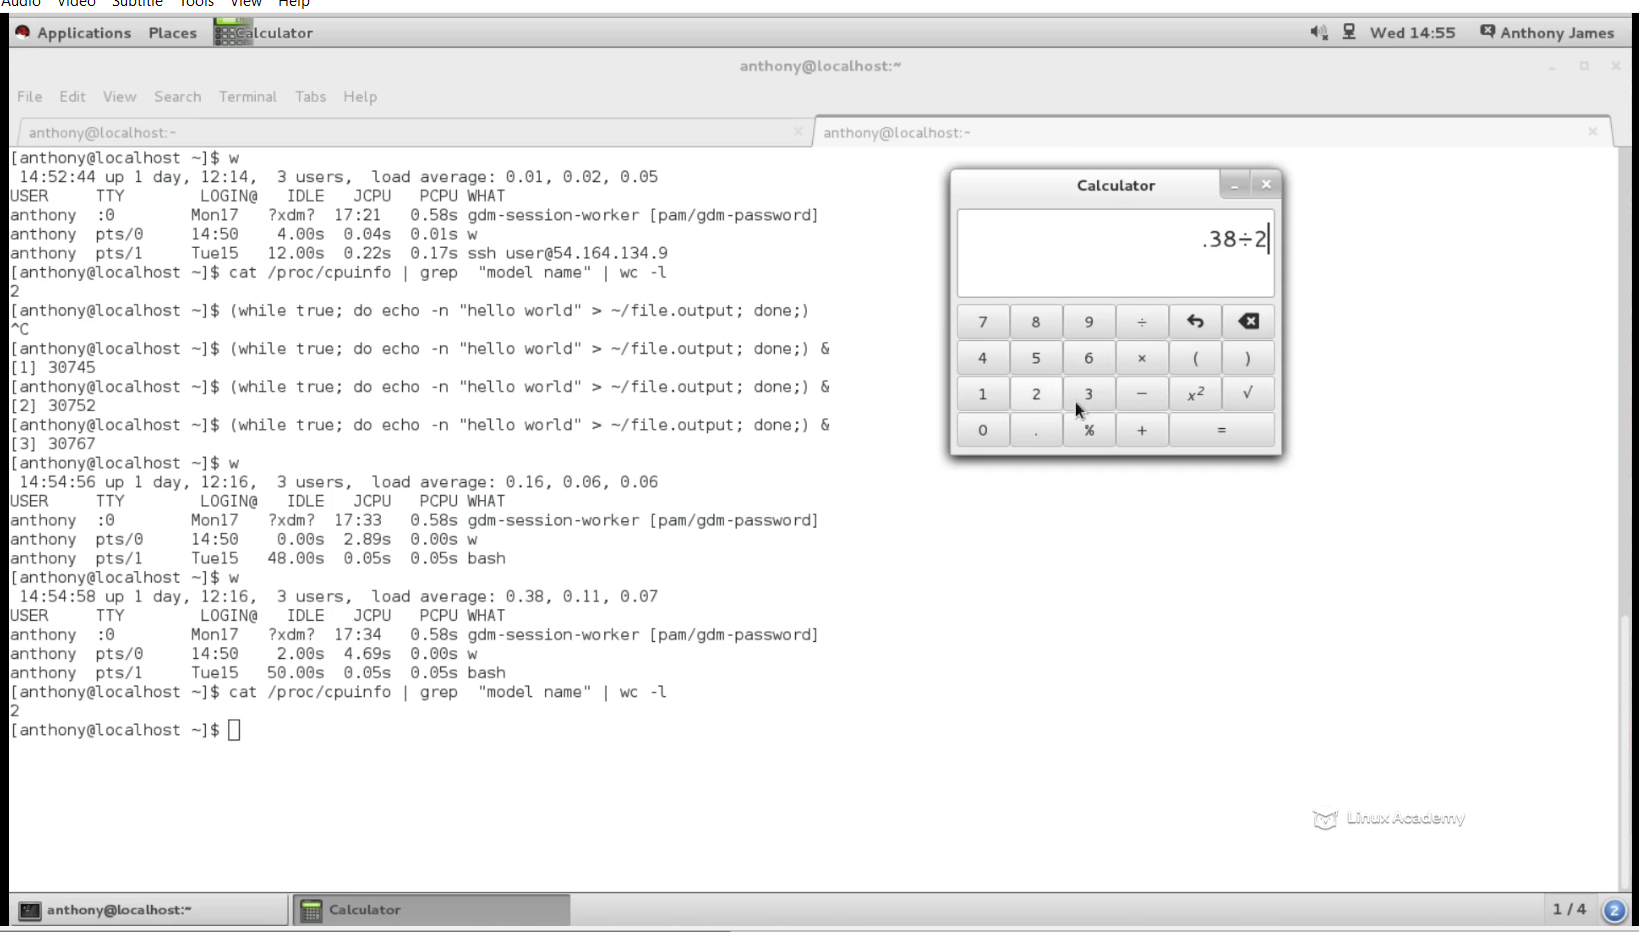 Audio Video Subtitle Tools View Help
Applications Places Calculator Wed 14:55 Anthony James
anthony@localhost:~
File Edit View Search Terminal Tabs Help
anthony@localhost:~ anthony@localhost:~
[anthony@localhost ~]$ w
14:52:44 up 1 day, 12:14, 3 users, load average: 0.01, 0.02, 0.05
USER TTY LOGIN@ IDLE JCPU PCPU WHAT
anthony :0 Mon17 ?xdm? 17:21 0.58s gdm-session-worker [pam/gdm-password]
anthony pts/0 14:50 4.00s 0.04s 0.01s w
anthony pts/1 Tue15 12.00s 0.22s 0.17s ssh user@54.164.134.9
[anthony@localhost ~]$ cat /proc/cpuinfo | grep "model name" | wc -l
2
[anthony@localhost ~]$ (while true; do echo -n "hello world" > ~/file.output; done;)
^C
[anthony@localhost ~]$ (while true; do echo -n "hello world" > ~/file.output; done;) &
[1] 30745
[anthony@localhost ~]$ (while true; do echo -n "hello world" > ~/file.output; done;) &
[2] 30752
[anthony@localhost ~]$ (while true; do echo -n "hello world" > ~/file.output; done;) &
[3] 30767
[anthony@localhost ~]$ w
14:54:56 up 1 day, 12:16, 3 users, load average: 0.16, 0.06, 0.06
USER TTY LOGIN@ IDLE JCPU PCPU WHAT
anthony :0 Mon17 ?xdm? 17:33 0.58s gdm-session-worker [pam/gdm-password]
anthony pts/0 14:50 0.00s 2.89s 0.00s w
anthony pts/1 Tue15 48.00s 0.05s 0.05s bash
[anthony@localhost ~]$ w
14:54:58 up 1 day, 12:16, 3 users, load average: 0.38, 0.11, 0.07
USER TTY LOGIN@ IDLE JCPU PCPU WHAT
anthony :0 Mon17 ?xdm? 17:34 0.58s gdm-session-worker [pam/gdm-password]
anthony pts/0 14:50 2.00s 4.69s 0.00s w
anthony pts/1 Tue15 50.00s 0.05s 0.05s bash
[anthony@localhost ~]$ cat /proc/cpuinfo | grep "model name" | wc -l
2
[anthony@localhost ~]$
Calculator
.38÷2
7 8 9 ÷
4 5 6 × ( )
1 2 3 − x² √
0 . % + =
Linux Academy
anthony@localhost:~ Calculator 1 / 4 2